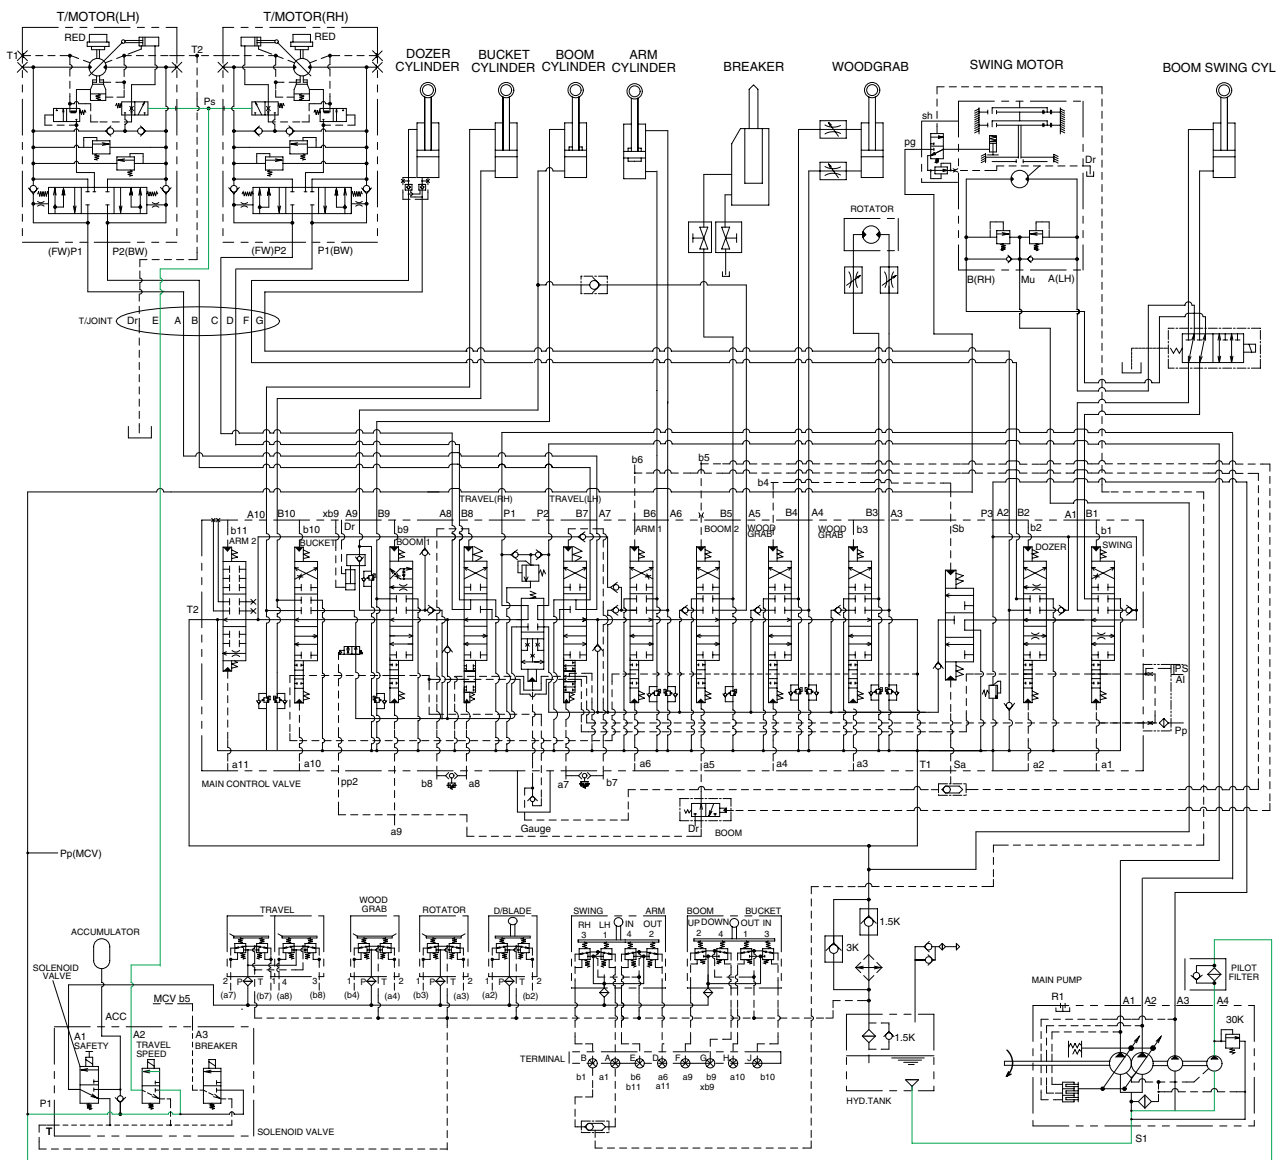 T/MOTOR(LH)
T/MOTOR(RH)
RED
RED
T1
T2
Ps
DOZER
CYLINDER
BUCKET
CYLINDER
BOOM
CYLINDER
ARM
CYLINDER
BREAKER
WOODGRAB
SWING MOTOR
BOOM SWING CYL
sh
pg
Dr
ROTATOR
(FW)P1
P2(BW)
(FW)P2
P1(BW)
B(RH)
Mu
A(LH)
T/JOINT
Dr E A B C D F G
b6
b5
b4
TRAVEL(RH)
TRAVEL(LH)
A10 B10 xb9 A9 B9 A8 B8 P1 P2 B7 A7 B6 A6 B5 A5 B4 A4 B3 A3 P3 A2 B2 A1 B1
b11
ARM 2
b10
BUCKET
Dr
b9
BOOM 1
ARM 1
BOOM 2
WOOD
GRAB
WOOD
GRAB
b3
Sb
b2
DOZER
b1
SWING
T2
PS
Ai
Pp
a11
a10
pp2
b8
a8
a7
b7
a6
a5
a4
a3
T1
Sa
a2
a1
MAIN CONTROL VALVE
a9
Gauge
Dr
BOOM
Pp(MCV)
ACCUMULATOR
SOLENOID
VALVE
MCV b5
ACC
A1
SAFETY
A2
TRAVEL
SPEED
A3
BREAKER
P1
T
SOLENOID VALVE
TRAVEL
WOOD
GRAB
ROTATOR
D/BLADE
SWING
ARM
BOOM
BUCKET
RH LH IN OUT
3 1 4 2
UP DOWN OUT IN
2 4 1 3
2 P T 4 3
(a7) (b7) (a8) (b8)
2 P T 1
(b4) (a4)
2 P T 1
(b3) (a3)
2 P T 1
(a2) (b2)
TERMINAL
B A E D F G H J
b1 a1 b6 a6 a9 b9 a10 b10
b11 a11 xb9
1.5K
3K
1.5K
HYD.TANK
PILOT
FILTER
MAIN PUMP
R1
A1 A2 A3 A4
30K
S1